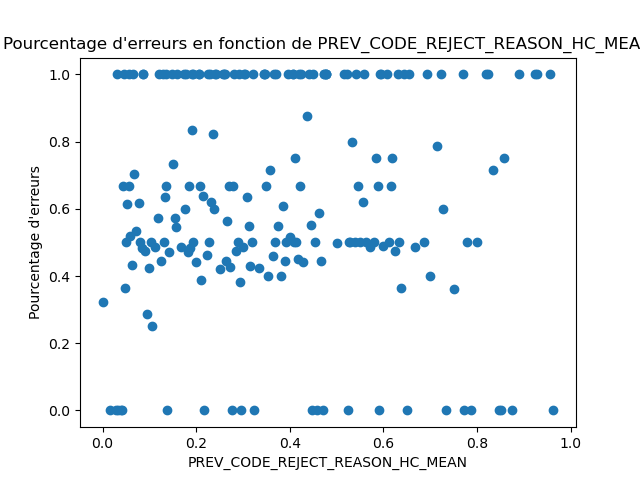 Pourcentage d'erreurs en fonction de PREV_CODE_REJECT_REASON_HC_MEA
Pourcentage d'erreurs
1.0
0.8
0.6
0.4
0.2
0.0
0.0 0.2 0.4 0.6 0.8 1.0
PREV_CODE_REJECT_REASON_HC_MEAN